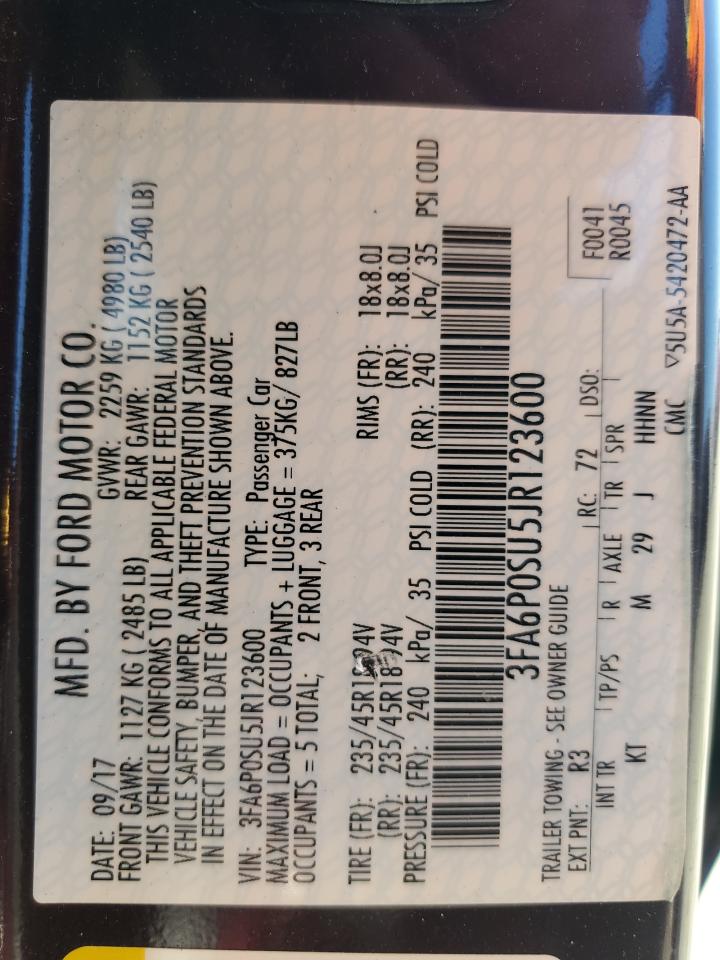 MFD. BY FORD MOTOR CO.
DATE: 09/17 GVWR: 2259 KG ( 4980 LB)
FRONT GAWR: 1127 KG ( 2485 LB) REAR GAWR: 1152 KG ( 2540 LB)
THIS VEHICLE CONFORMS TO ALL APPLICABLE FEDERAL MOTOR
VEHICLE SAFETY, BUMPER, AND THEFT PREVENTION STANDARDS
IN EFFECT ON THE DATE OF MANUFACTURE SHOWN ABOVE.
VIN: 3FA6P0SU5JR123600 TYPE: Passenger Car
MAXIMUM LOAD = OCCUPANTS + LUGGAGE = 375KG/ 827LB
OCCUPANTS = 5 TOTAL; 2 FRONT, 3 REAR
TIRE (FR): 235/45R18 94V RIMS (FR): 18x8.0J
(RR): 235/45R18 94V (RR): 18x8.0J
PRESSURE (FR): 240 kPa/ 35 PSI COLD (RR): 240 kPa/ 35 PSI COLD
3FA6P0SU5JR123600
TRAILER TOWING - SEE OWNER GUIDE F0041
EXT PNT: R3 RC: 72 DSO: R0045
INT TR TP/PS R AXLE TR SPR
KT M 29 J HHNN
CMC ▽5U5A-5420472-AA